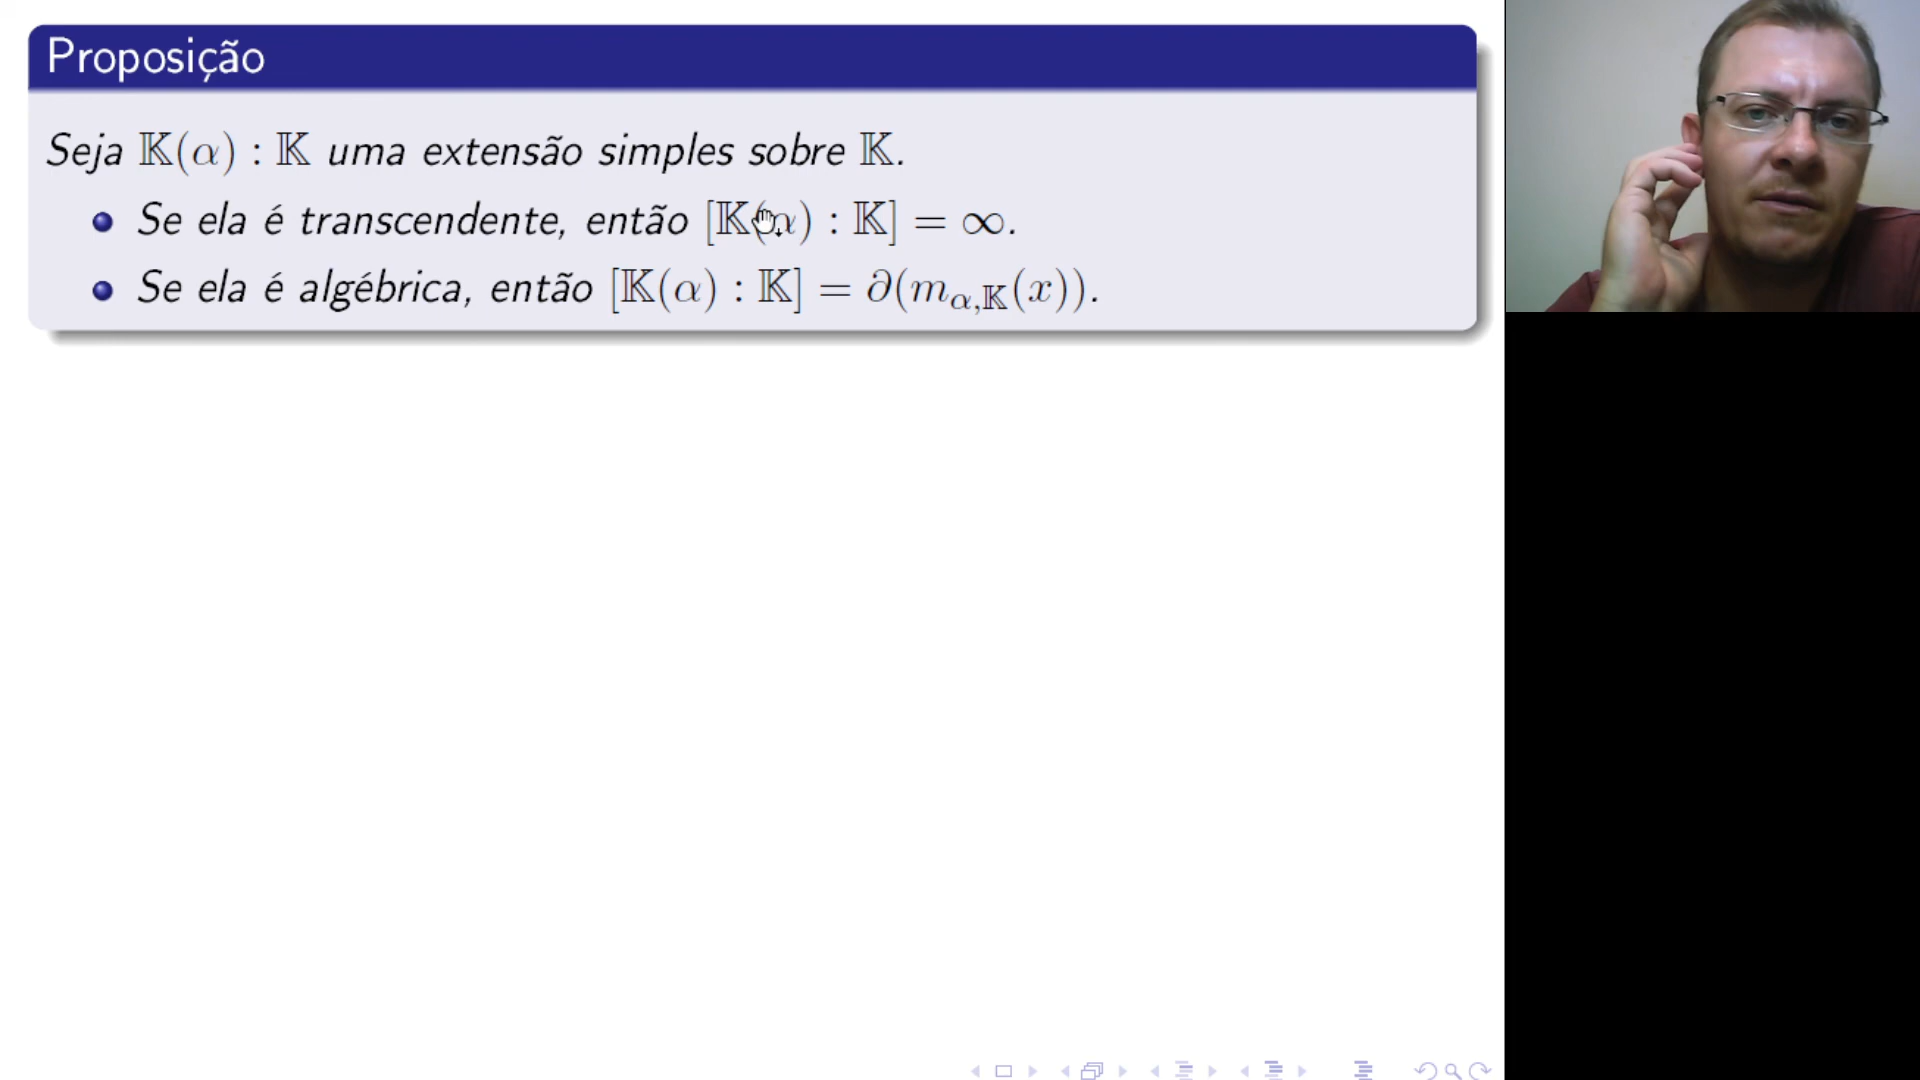 Proposição
Seja 𝕂(α) : 𝕂 uma extensão simples sobre 𝕂.
Se ela é transcendente, então [𝕂(α) : 𝕂] = ∞.
Se ela é algébrica, então [𝕂(α) : 𝕂] = ∂(m_{α,𝕂}(x)).